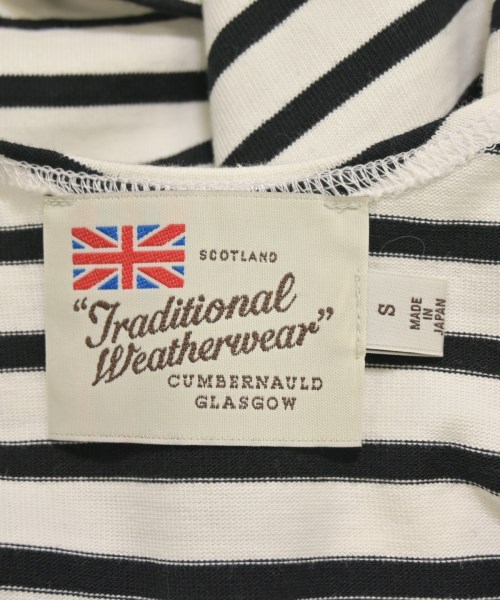 SCOTLAND
"Traditional
Weatherwear"
CUMBERNAULD
GLASGOW
S
MADE
IN
JAPAN